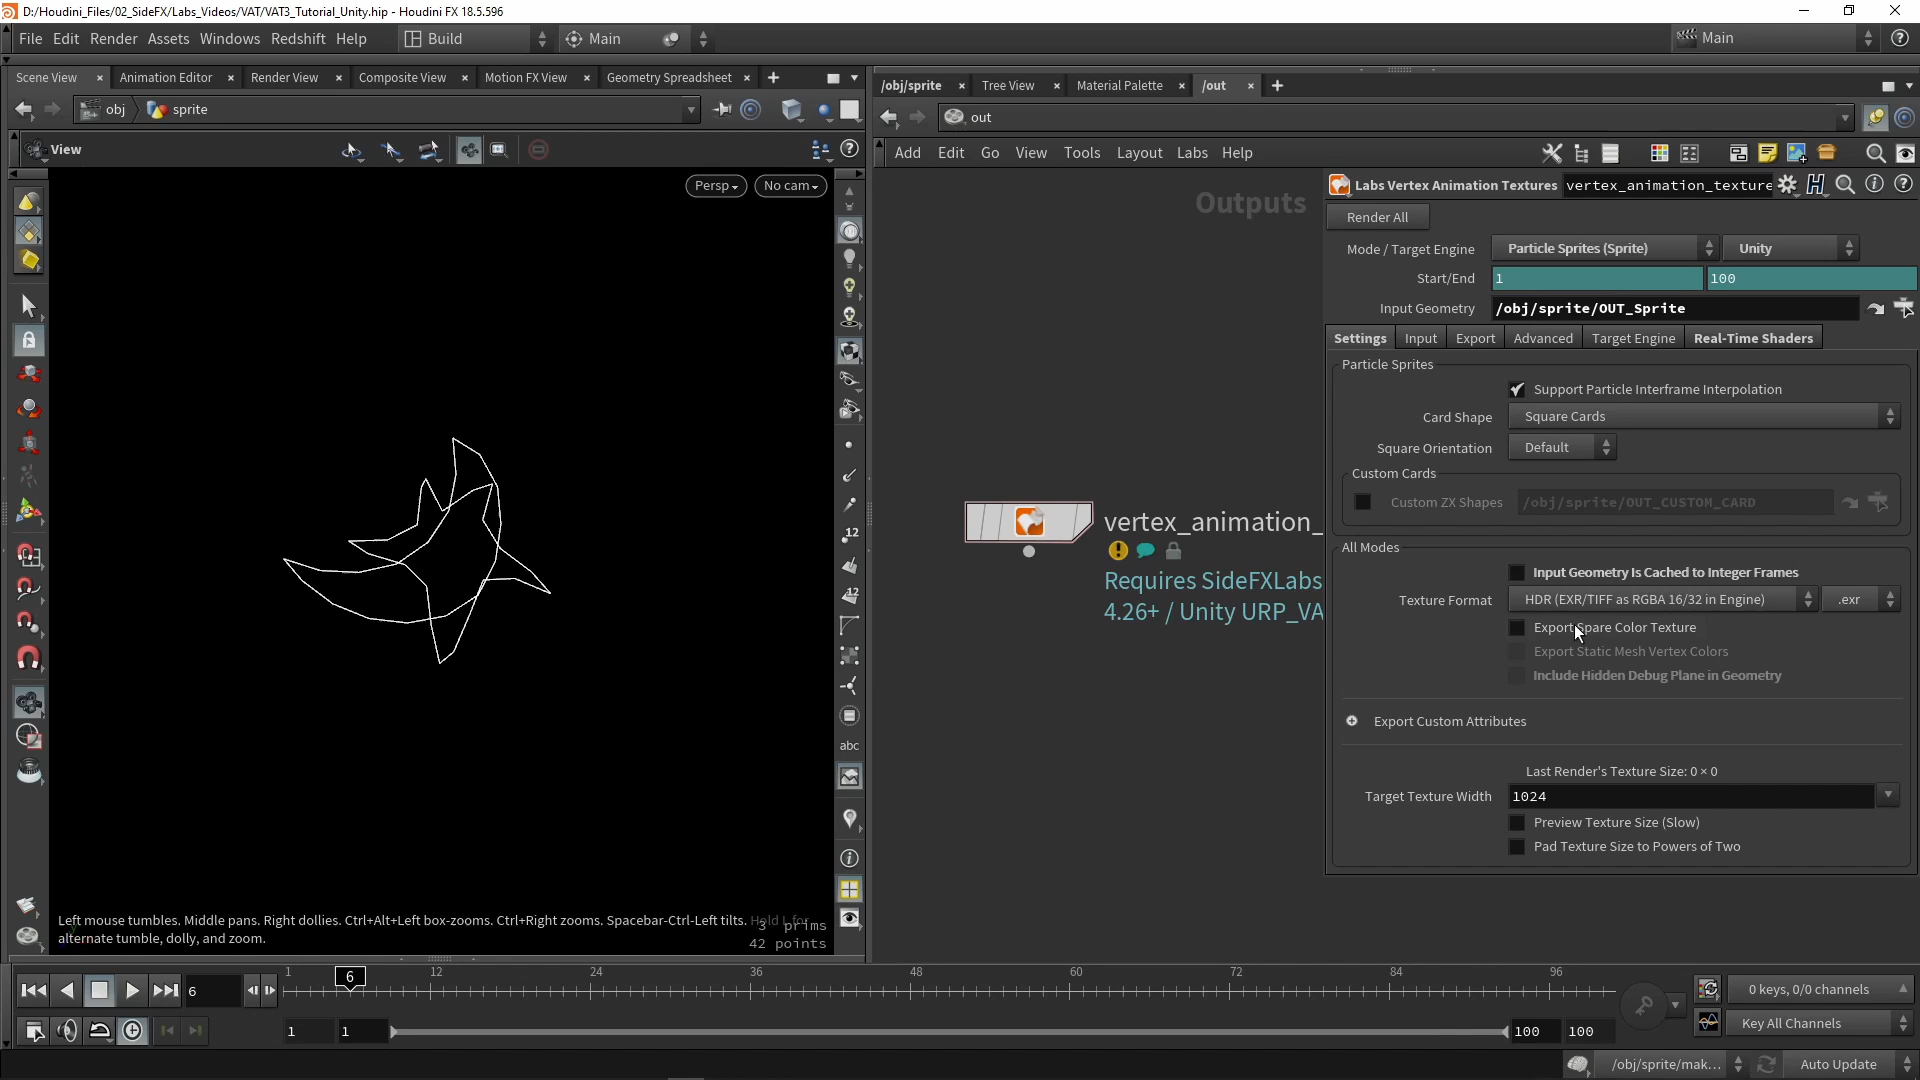 D:/Houdini_Files/02_SideFX/Labs_Videos/VAT/VAT3_Tutorial_Unity.hip - Houdini FX 18.5.596
File Edit Render Assets Windows Redshift Help Build Main Main
Scene View Animation Editor Render View Composite View Motion FX View Geometry Spreadsheet
/obj/sprite Tree View Material Palette /out
obj sprite
out
View
Add Edit Go View Tools Layout Labs Help
Persp No cam
Outputs
Labs Vertex Animation Textures vertex_animation_texture
Render All
Mode / Target Engine Particle Sprites (Sprite) Unity
Start/End 1 100
Input Geometry /obj/sprite/OUT_Sprite
Settings Input Export Advanced Target Engine Real-Time Shaders
Particle Sprites
Support Particle Interframe Interpolation
Card Shape Square Cards
Square Orientation Default
Custom Cards
Custom ZX Shapes /obj/sprite/OUT_CUSTOM_CARD
vertex_animation_
Requires SideFXLabs
4.26+ / Unity URP_VA
All Modes
Input Geometry Is Cached to Integer Frames
Texture Format HDR (EXR/TIFF as RGBA 16/32 in Engine) .exr
Export Spare Color Texture
Export Static Mesh Vertex Colors
Include Hidden Debug Plane in Geometry
Export Custom Attributes
Last Render's Texture Size: 0 × 0
Target Texture Width 1024
Preview Texture Size (Slow)
Pad Texture Size to Powers of Two
12
12
abc
Left mouse tumbles. Middle pans. Right dollies. Ctrl+Alt+Left box-zooms. Ctrl+Right zooms. Spacebar-Ctrl-Left tilts. Hold L for
alternate tumble, dolly, and zoom.
3 prims
42 points
6
1 6 12 24 36 48 60 72 84 96
0 keys, 0/0 channels
1 1 100 100
Key All Channels
/obj/sprite/mak... Auto Update